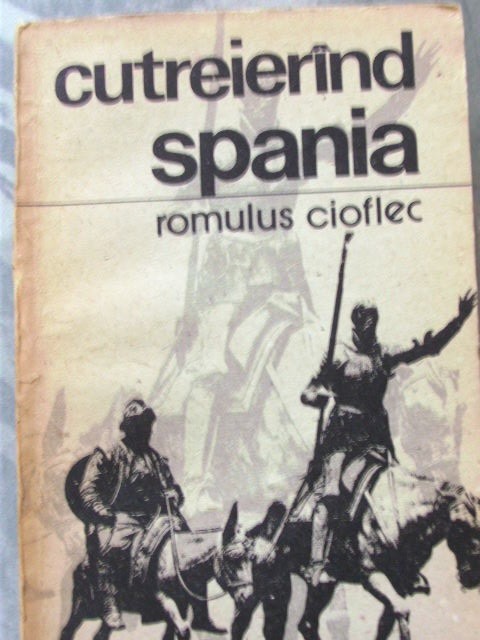 cutreierînd
spania
romulus cioflec